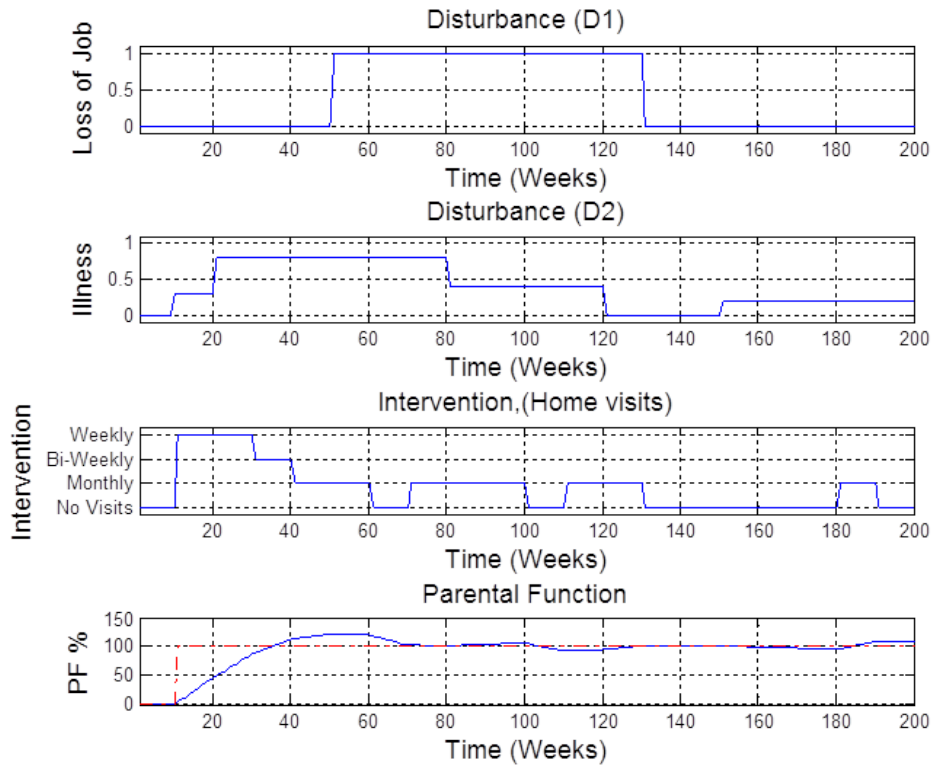 Disturbance (D1)
Loss of Job
1
0.5
0
20 40 60 80 100 120 140 160 180 200
Time (Weeks)
Disturbance (D2)
Illness
1
0.5
0
20 40 60 80 100 120 140 160 180 200
Time (Weeks)
Intervention,(Home visits)
Intervention
Weekly
Bi-Weekly
Monthly
No Visits
20 40 60 80 100 120 140 160 180 200
Time (Weeks)
Parental Function
PF %
150
100
50
0
20 40 60 80 100 120 140 160 180 200
Time (Weeks)